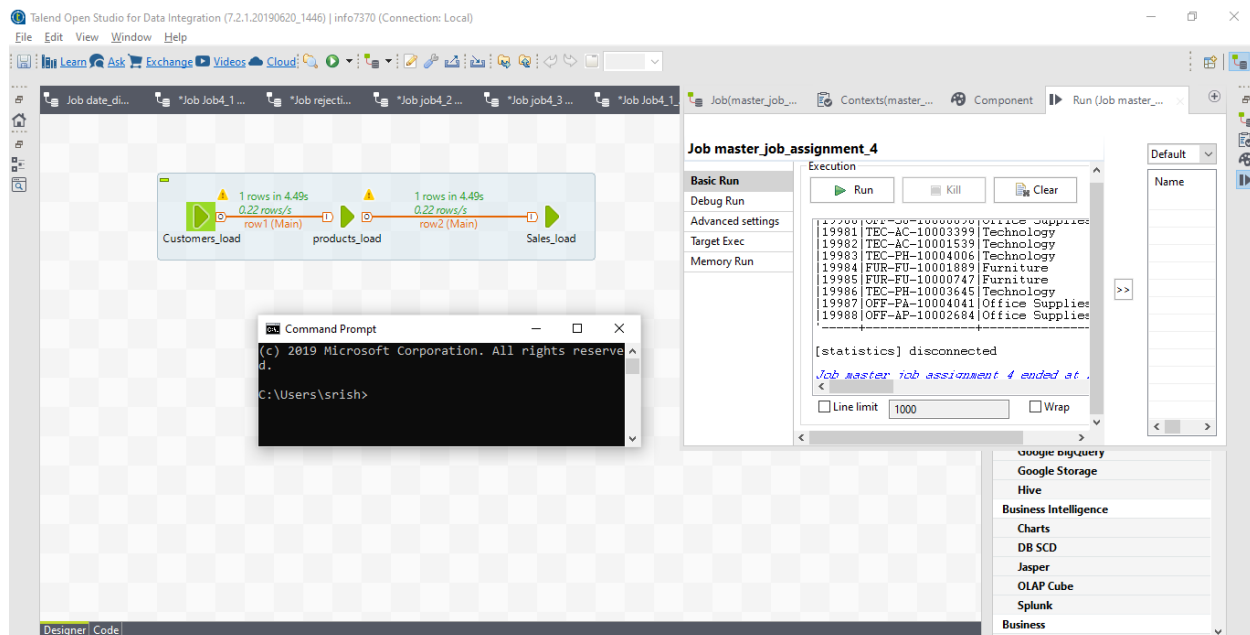 Talend Open Studio for Data Integration (7.2.1.20190620_1446) | info7370 (Connection: Local)
File Edit View Window Help
Learn Ask Exchange Videos Cloud
Job date_di...
*Job Job4_1 ...
*Job rejecti...
*Job job4_2 ...
*Job job4_3 ...
*Job Job4_1_
Job(master_job_...
Contexts(master_...
Component
Run (Job master_...
Job master_job_assignment_4
Default
Name
Basic Run
Debug Run
Advanced settings
Target Exec
Memory Run
Execution
Run
Kill
Clear
|19981|TEC-AC-10003399|Technology
|19982|TEC-AC-10001539|Technology
|19983|TEC-PH-10004006|Technology
|19984|FUR-FU-10001889|Furniture
|19985|FUR-FU-10000747|Furniture
|19986|TEC-PH-10003645|Technology
|19987|OFF-PA-10004041|Office Supplies
|19988|OFF-AP-10002684|Office Supplies
'------+---------------+---------------
[statistics] disconnected
Job master job assignment 4 ended at
>>
Line limit
1000
Wrap
1 rows in 4.49s
0.22 rows/s
row1 (Main)
1 rows in 4.49s
0.22 rows/s
row2 (Main)
Customers_load
products_load
Sales_load
Command Prompt
(c) 2019 Microsoft Corporation. All rights reserve
d.
C:\Users\srish>
Google BigQuery
Google Storage
Hive
Business Intelligence
Charts
DB SCD
Jasper
OLAP Cube
Splunk
Business
Designer Code